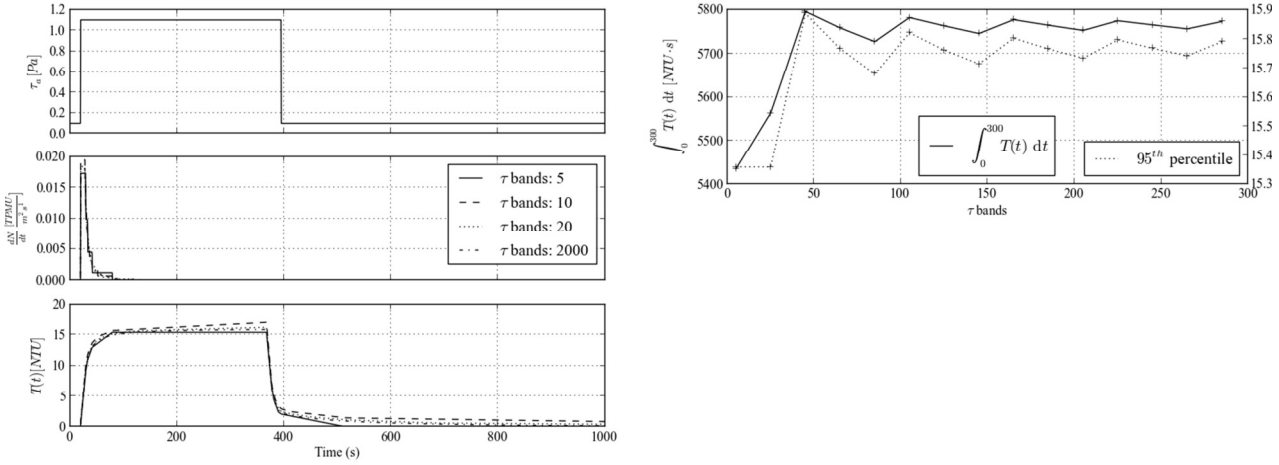 1.2
1.0
0.8
0.6
0.4
0.2
0.0
τₐ [Pa]
0.020
0.015
0.010
0.005
0.000
dN/dt [TPMU/m² s¹]
τ bands: 5
τ bands: 10
τ bands: 20
τ bands: 2000
20
15
10
5
0
T(t)[NTU]
0 200 400 600 800 1000
Time (s)
5800
5700
5600
5500
5400
∫₀³⁰⁰ T(t) dt [NTU·s]
15.9
15.8
15.7
15.6
15.5
15.4
15.3
∫₀³⁰⁰ T(t) dt
95ᵗʰ percentile
0 50 100 150 200 250 300
τ bands